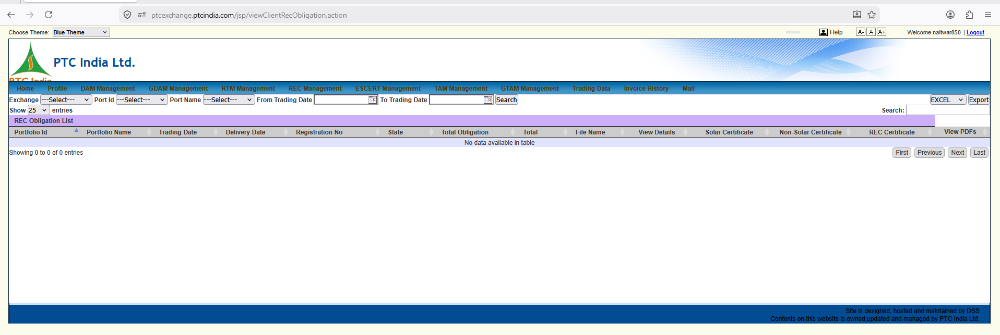 ptcexchange.ptcindia.com/jsp/viewClientRecObligation.action
Choose Theme: Blue Theme Help A- A A+ Welcome naitwar850 | Logout
PTC India Ltd.
PTC India
Home Profile DAM Management GDAM Management RTM Management REC Management ESCERT Management TAM Management GTAM Management Trading Data Invoice History Mail
Exchange ---Select--- Port Id ---Select--- Port Name ---Select--- From Trading Date To Trading Date Search EXCEL Export
Show 25 entries Search:
REC Obligation List
Portfolio Id Portfolio Name Trading Date Delivery Date Registration No State Total Obligation Total File Name View Details Solar Certificate Non-Solar Certificate REC Certificate View PDFs
No data available in table
Showing 0 to 0 of 0 entries First Previous Next Last
Site is designed, hosted and maintained by DSS
Contents on this website is owned,updated and managed by PTC India Ltd.